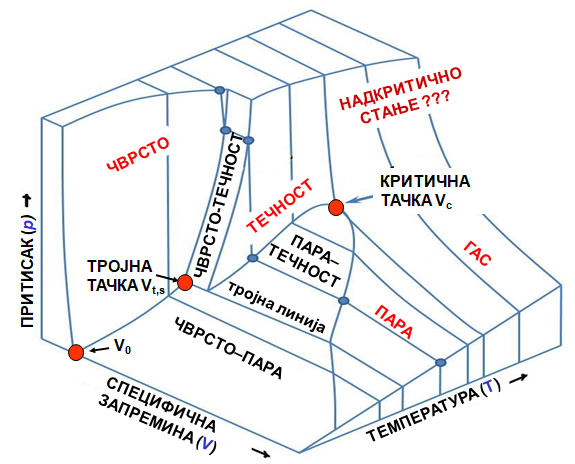 НАДКРИТИЧНО
СТАЊЕ ???
ЧВРСТО
ЧВРСТО-ТЕЧНОСТ
ТЕЧНОСТ
КРИТИЧНА
ТАЧКА Vc
ПРИТИСАК (p) →
ТРОЈНА
ТАЧКА Vt,s
ПАРА–
ТЕЧНОСТ
ГАС
тројна линија
ПАРА
V0
ЧВРСТО–ПАРА
СПЕЦИФИЧНА
ЗАПРЕМИНА (V) →
ТЕМПЕРАТУРА (T) →